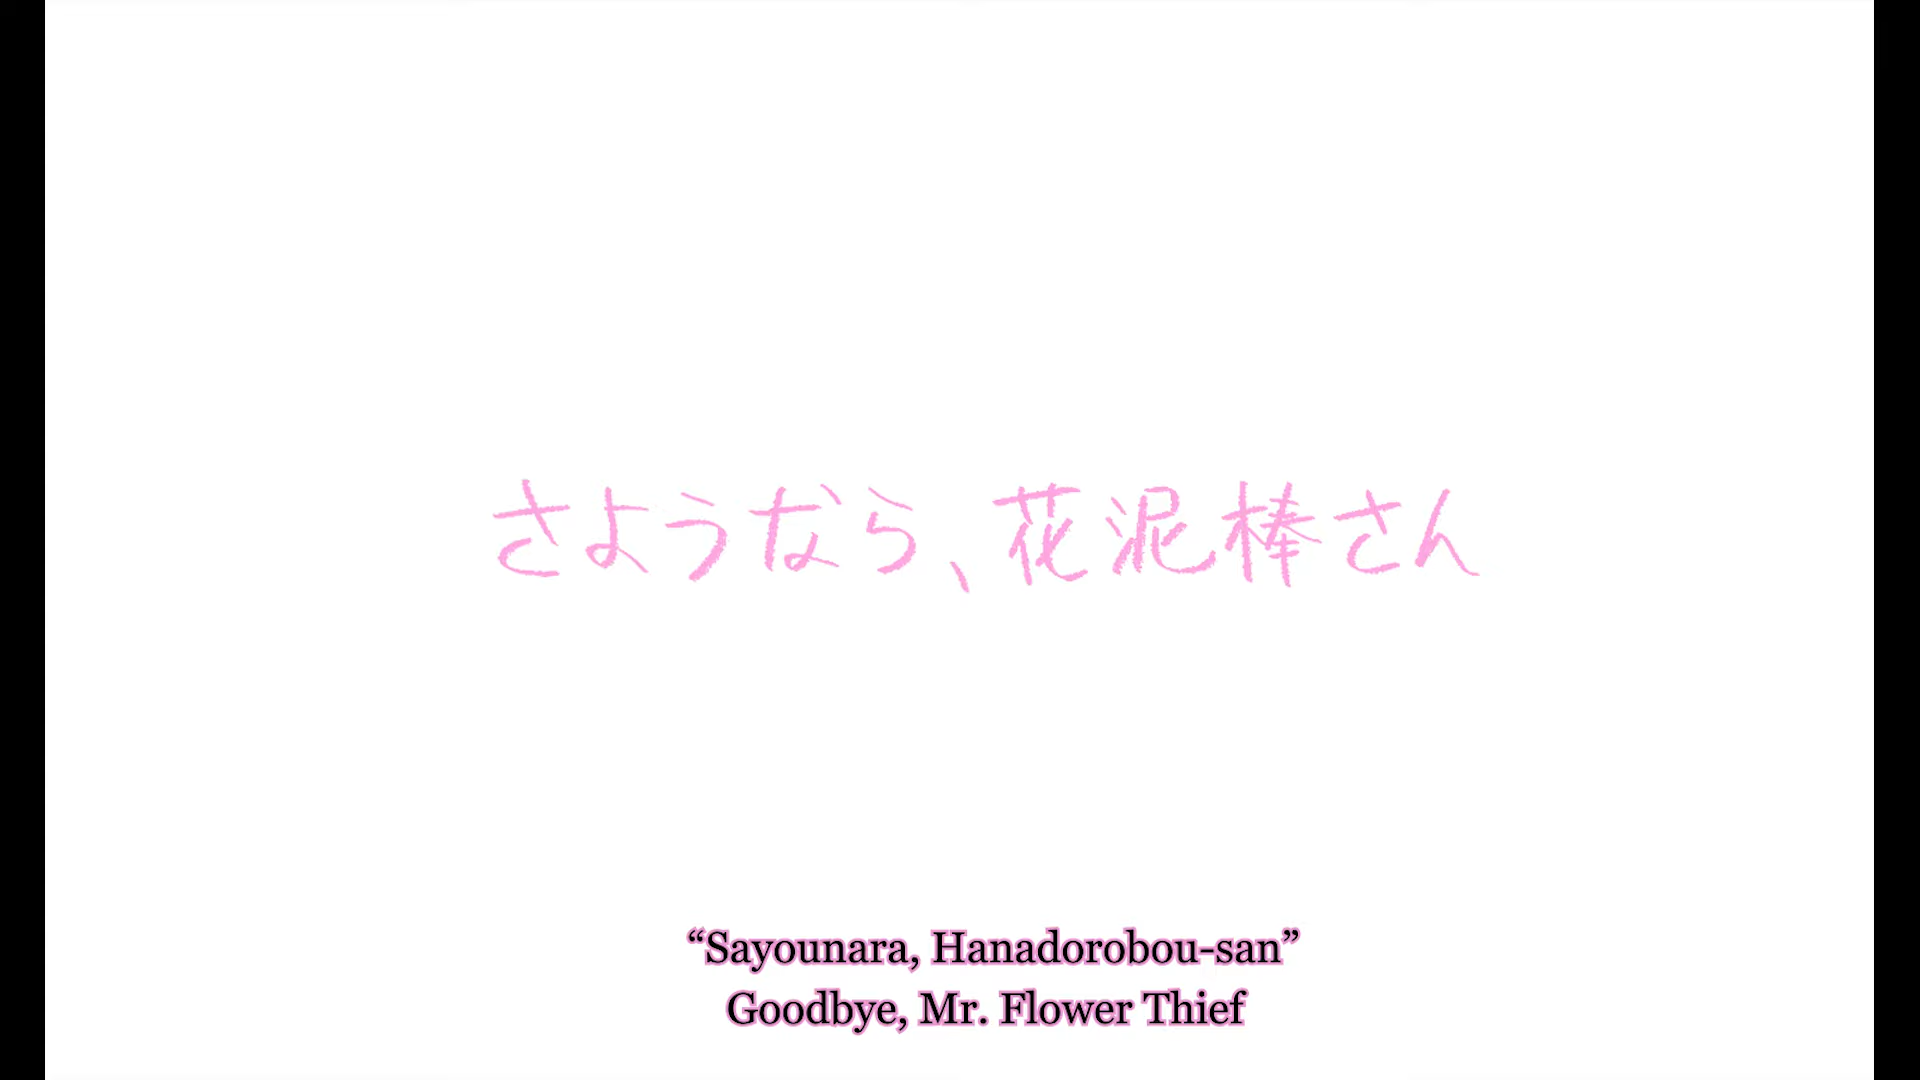 さようなら、花泥棒さん
“Sayounara, Hanadorobou-san”
Goodbye, Mr. Flower Thief